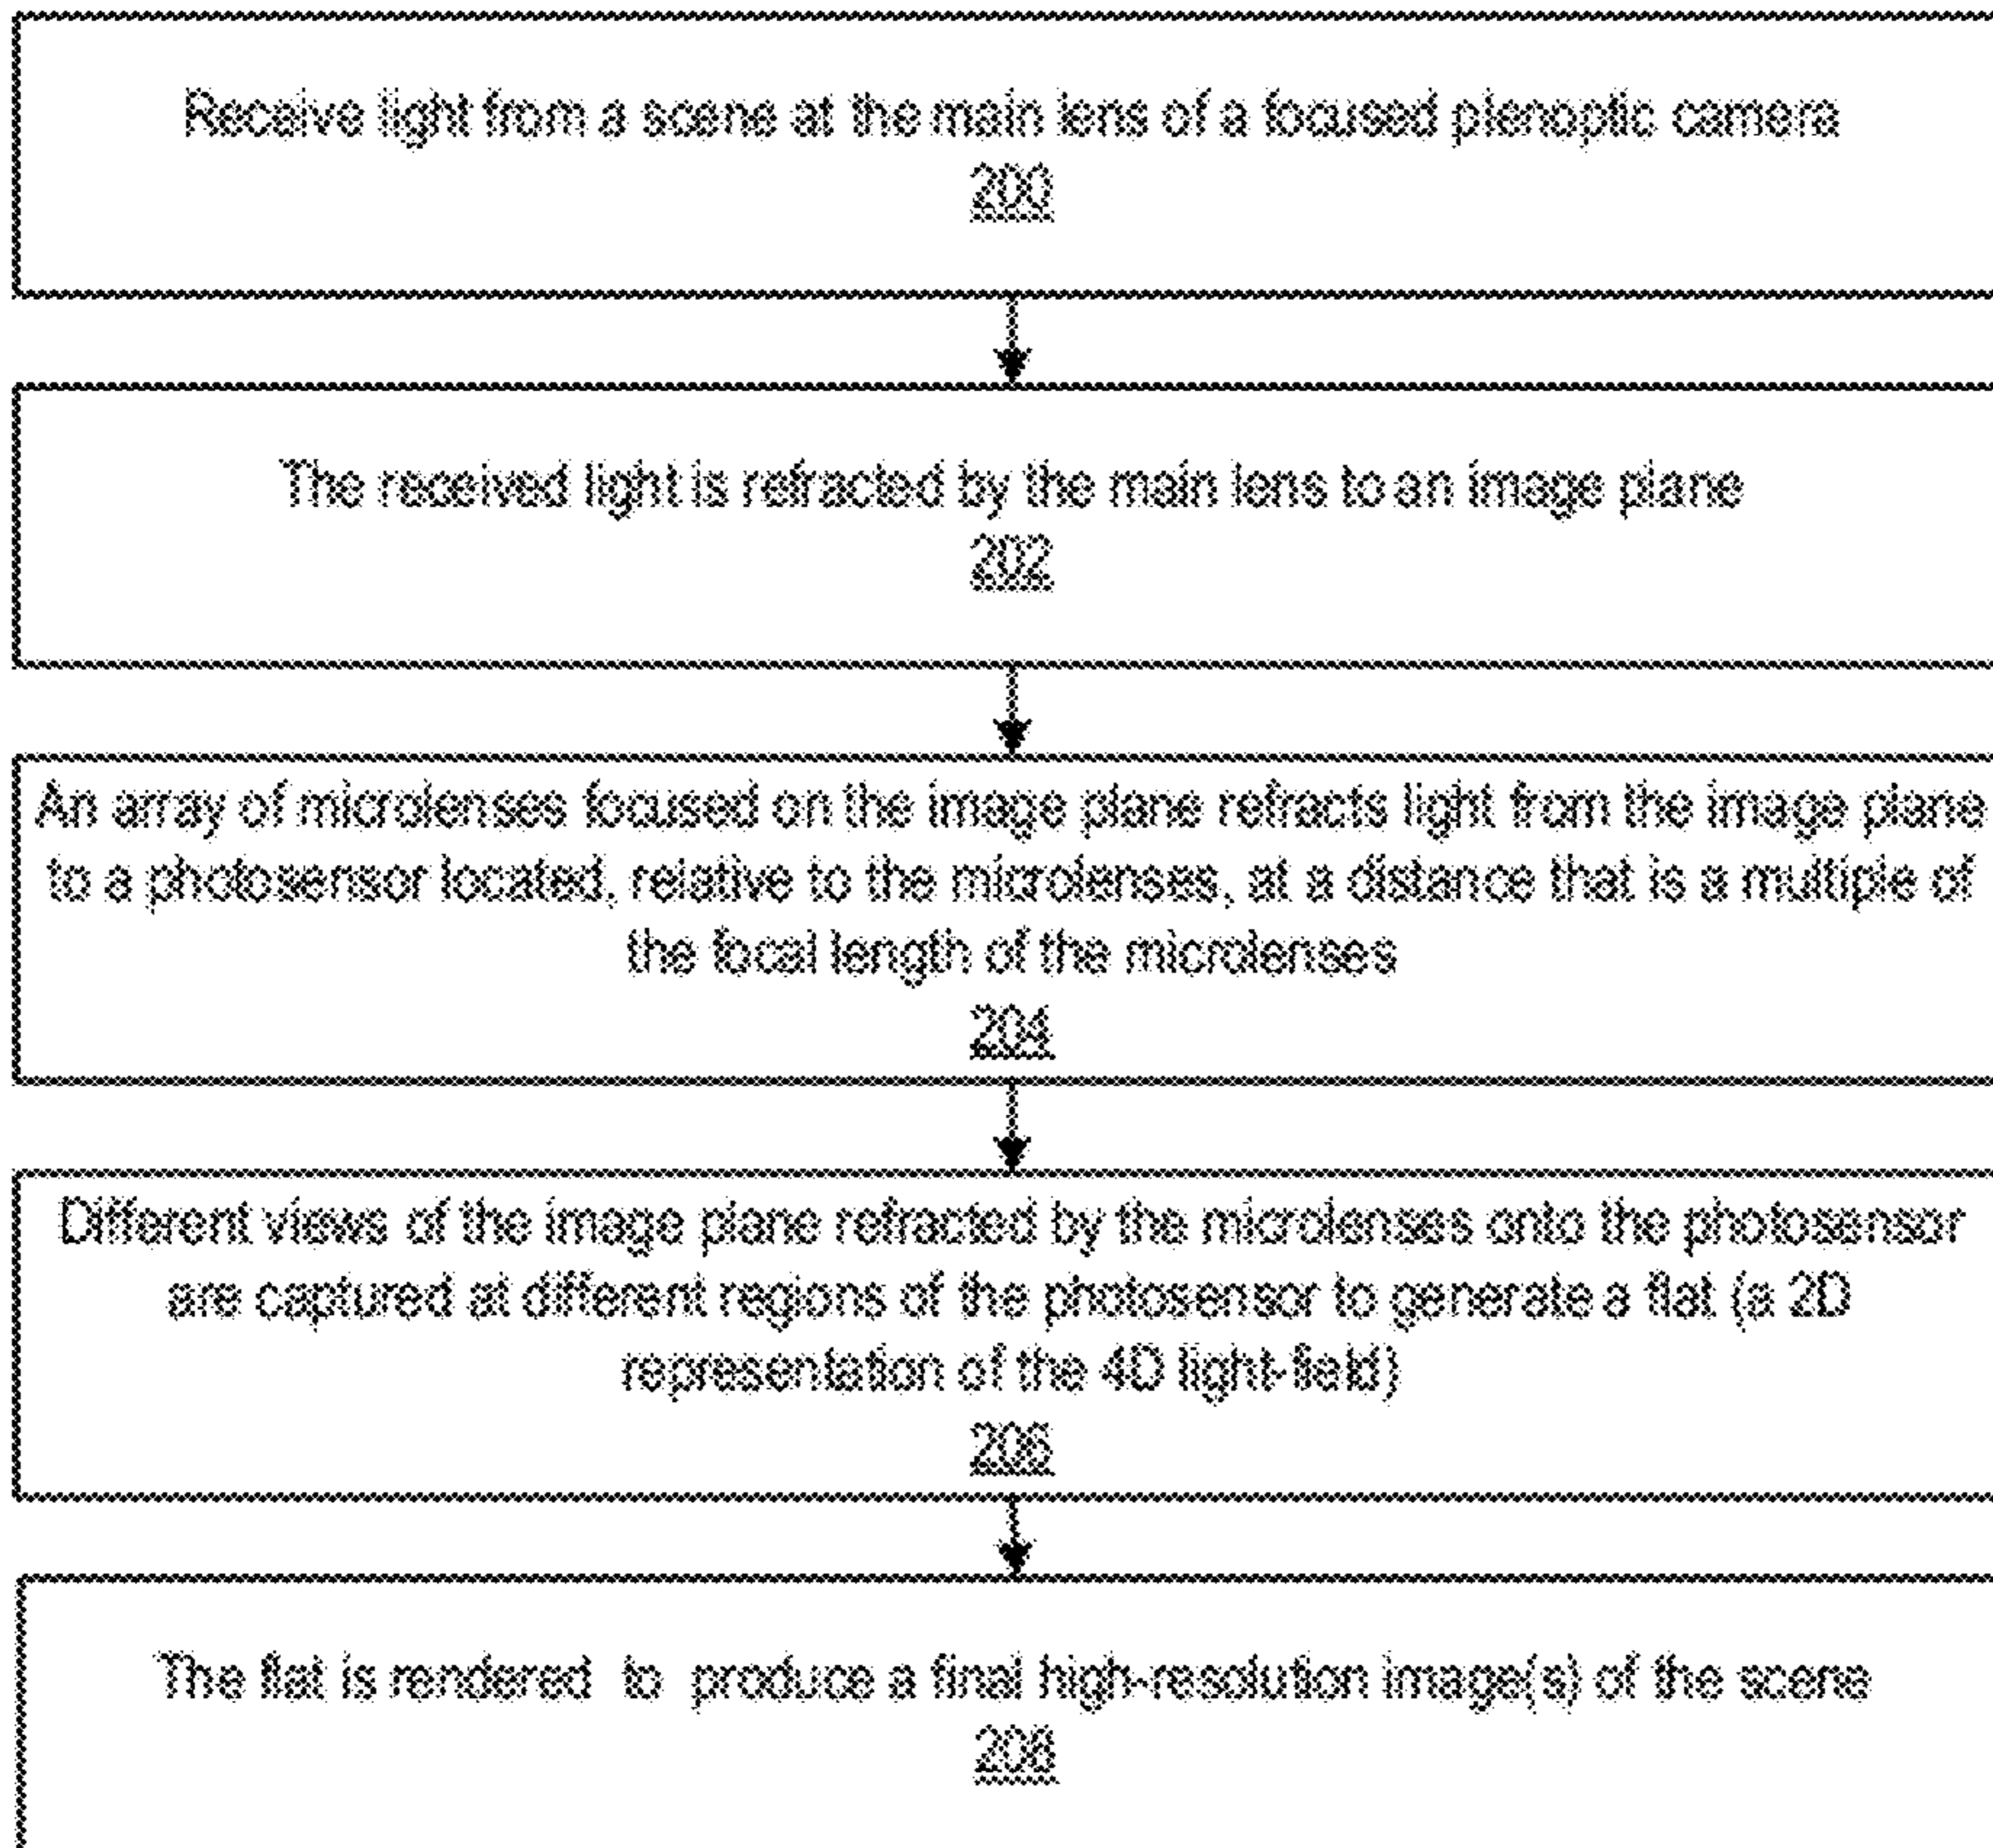 Receive light from a scene at the main lens of a focused plenoptic camera
200
The received light is refracted by the main lens to an image plane
202
An array of microlenses focused on the image plane refracts light from the image plane
to a photosensor located, relative to the microlenses, at a distance that is a multiple of
the focal length of the microlenses
204
Different views of the image plane refracted by the microlenses onto the photosensor
are captured at different regions of the photosensor to generate a flat (a 2D
representation of the 4D light-field)
206
The flat is rendered to produce a final high-resolution image(s) of the scene
208